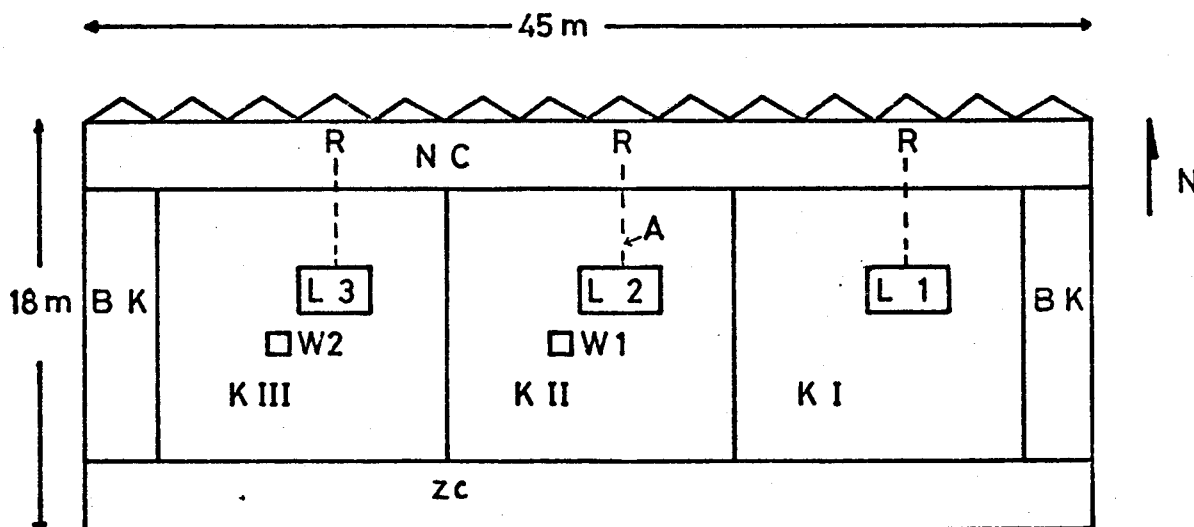 45 m
R R R
N C
N
A
L 3 L 2 L 1
18 m B K B K
W2 W1
K III K II K I
zc